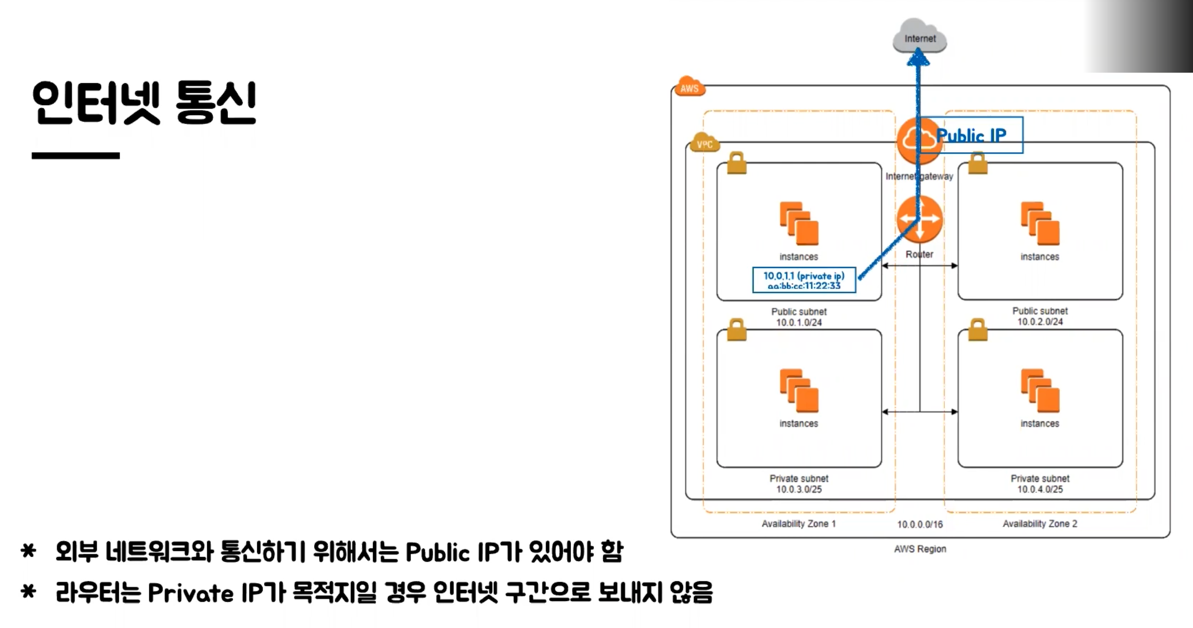 인터넷 통신
Internet
AWS
Public IP
VPC
Internet gateway
Router
instances
instances
10.0.1.1 (private ip)
aa:bb:cc:11:22:33
Public subnet
10.0.1.0/24
Public subnet
10.0.2.0/24
instances
instances
Private subnet
10.0.3.0/25
Private subnet
10.0.4.0/25
Availability Zone 1
10.0.0.0/16
Availability Zone 2
AWS Region
* 외부 네트워크와 통신하기 위해서는 Public IP가 있어야 함
* 라우터는 Private IP가 목적지일 경우 인터넷 구간으로 보내지 않음